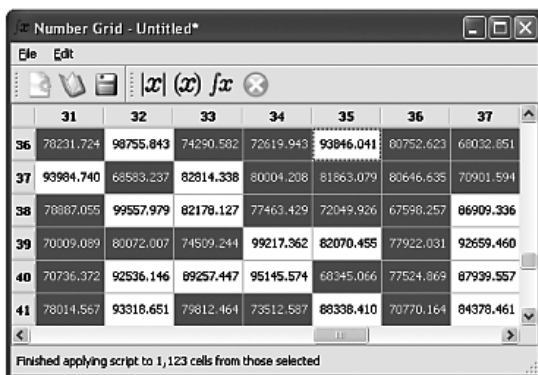 Number Grid - Untitled*
File Edit
|x| (x) ∫x
31 32 33 34 35 36 37
36 78231.724 98755.843 74290.582 72619.943 93846.041 80752.623 68032.851
37 93984.740 68583.237 82814.338 80004.208 81863.079 80646.635 70901.594
38 78887.055 99557.979 82178.127 77463.429 72049.926 67598.257 86909.336
39 70009.089 80072.007 74509.244 99217.362 82070.455 77922.031 92659.460
40 70736.372 92536.146 89257.447 95145.574 68345.066 77524.869 87939.557
41 78014.567 93318.651 79812.464 73512.587 88338.410 70770.164 84378.461
Finished applying script to 1,123 cells from those selected